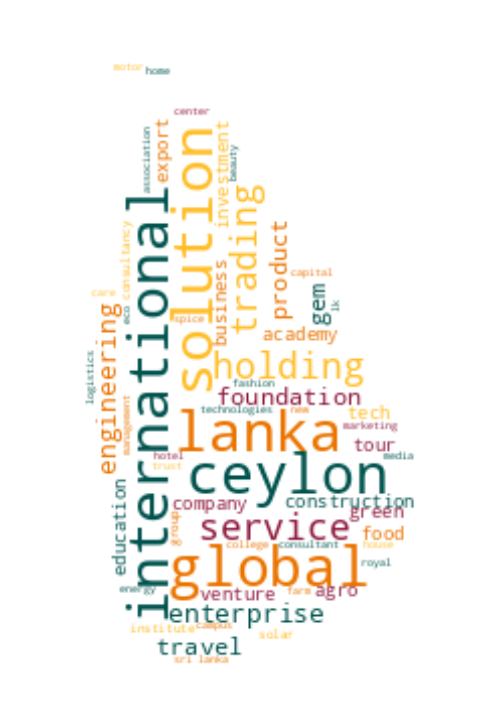 motor
home
center
association
export
solution
investment
beauty
international
trading
consultancy
product
business
capital
care
gem
lk
eco
engineering
spice
academy
holding
logistics
fashion
foundation
management
technologies
new
tech
lanka
marketing
tour
hotel
trust
ceylon
media
education
company
construction
green
group
service
food
college
consultant
house
global
royal
energy
venture
farm
agro
enterprise
institute
campus
solar
travel
sri lanka